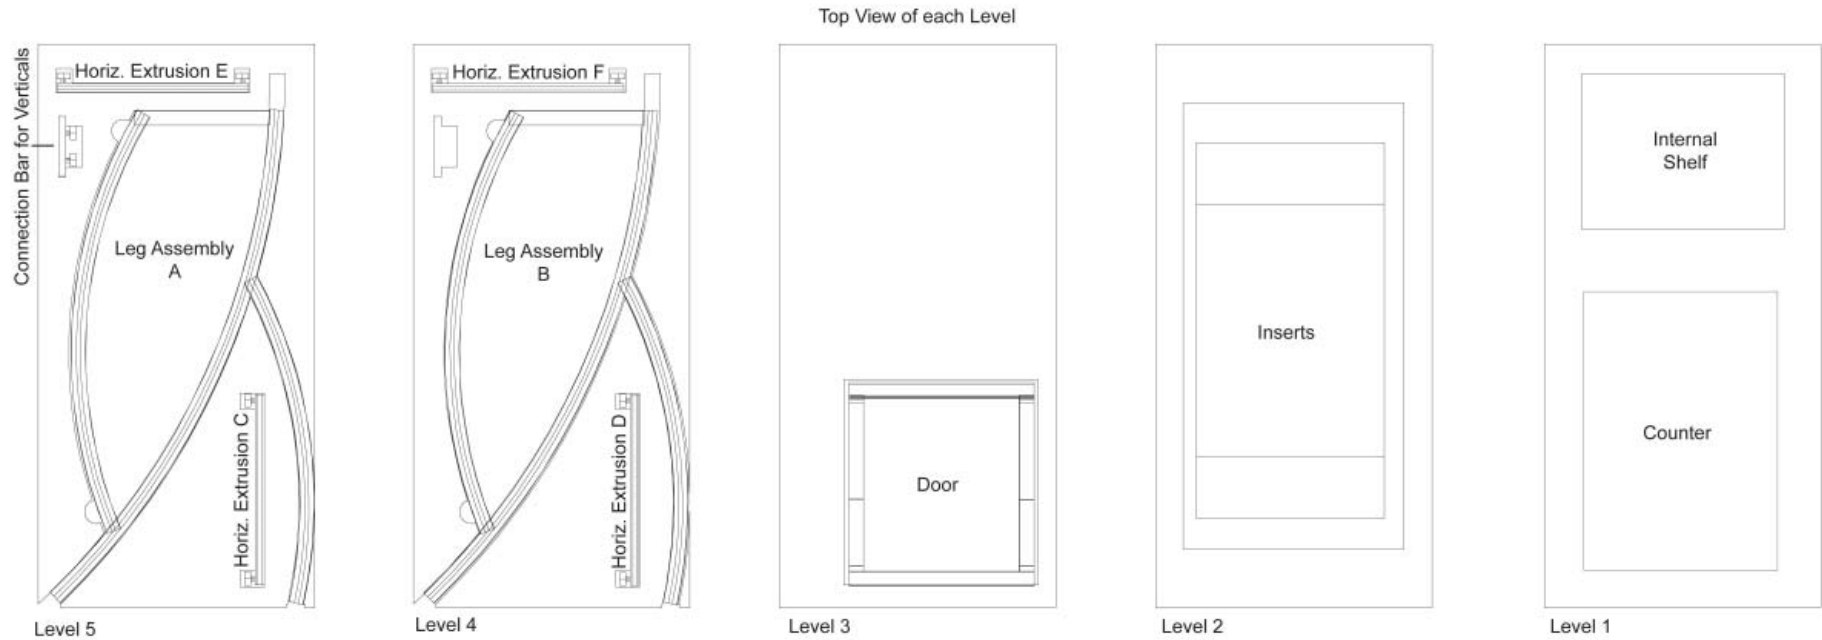 Top View of each Level
Connection Bar for Verticals
Horiz. Extrusion E
Leg Assembly
A
Horiz. Extrusion C
Level 5
Horiz. Extrusion F
Leg Assembly
B
Horiz. Extrusion D
Level 4
Door
Level 3
Inserts
Level 2
Internal
Shelf
Counter
Level 1